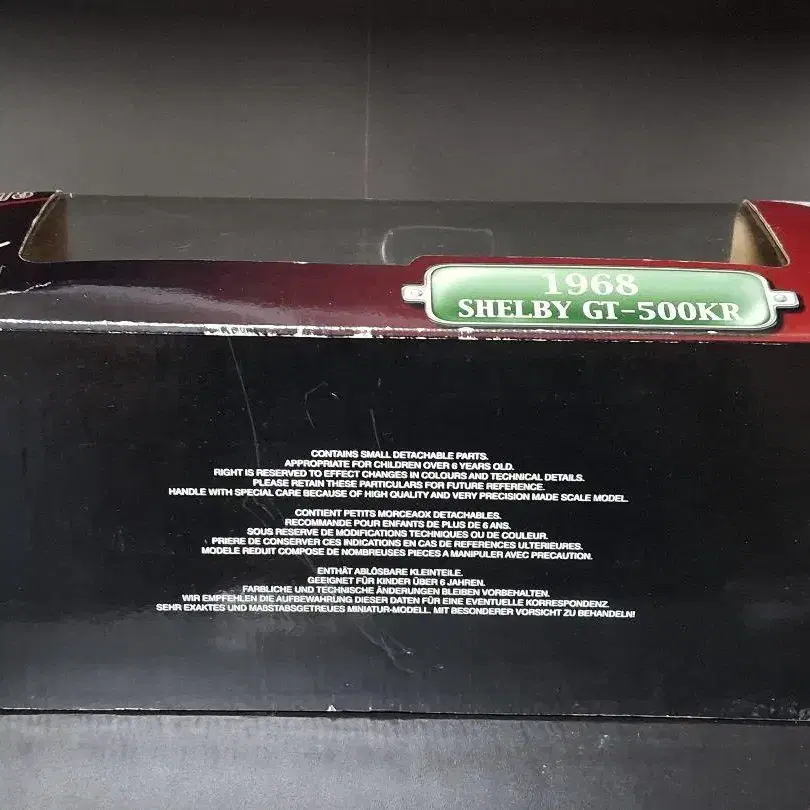 1968
SHELBY GT-500KR
CONTAINS SMALL DETACHABLE PARTS.
APPROPRIATE FOR CHILDREN OVER 6 YEARS OLD.
RIGHT IS RESERVED TO EFFECT CHANGES IN COLOURS AND TECHNICAL DETAILS.
PLEASE RETAIN THESE PARTICULARS FOR FUTURE REFERENCE.
HANDLE WITH SPECIAL CARE BECAUSE OF HIGH QUALITY AND VERY PRECISION MADE SCALE MODEL.
CONTIENT PETITS MORCEAOX DETACHABLES.
RECOMMANDE POUR ENFANTS DE PLUS DE 6 ANS.
SOUS RESERVE DE MODIFICATIONS TECHNIQUES OU DE COULEUR.
PRIERE DE CONSERVER CES INDICATIONS EN CAS DE REFERENCES ULTERIEURES.
MODELE REDUIT COMPOSE DE NOMBREUSES PIECES A MANIPULER AVEC PRECAUTION.
ENTHÄT ABLÖSBARE KLEINTEILE.
GEEIGNET FÜR KINDER ÜBER 6 JAHREN.
FARBLICHE UND TECHNISCHE ÄNDERUNGEN BLEIBEN VORBEHALTEN.
WIR EMPFEHLEN DIE AUFBEWAHRUNG DIESER DATEN FÜR EINE EVENTUELLE KORRESPONDENZ.
SEHR EXAKTES UND MABSTABSGETREUES MINIATUR-MODELL. MIT BESONDERER VORSICHT ZU BEHANDELN!